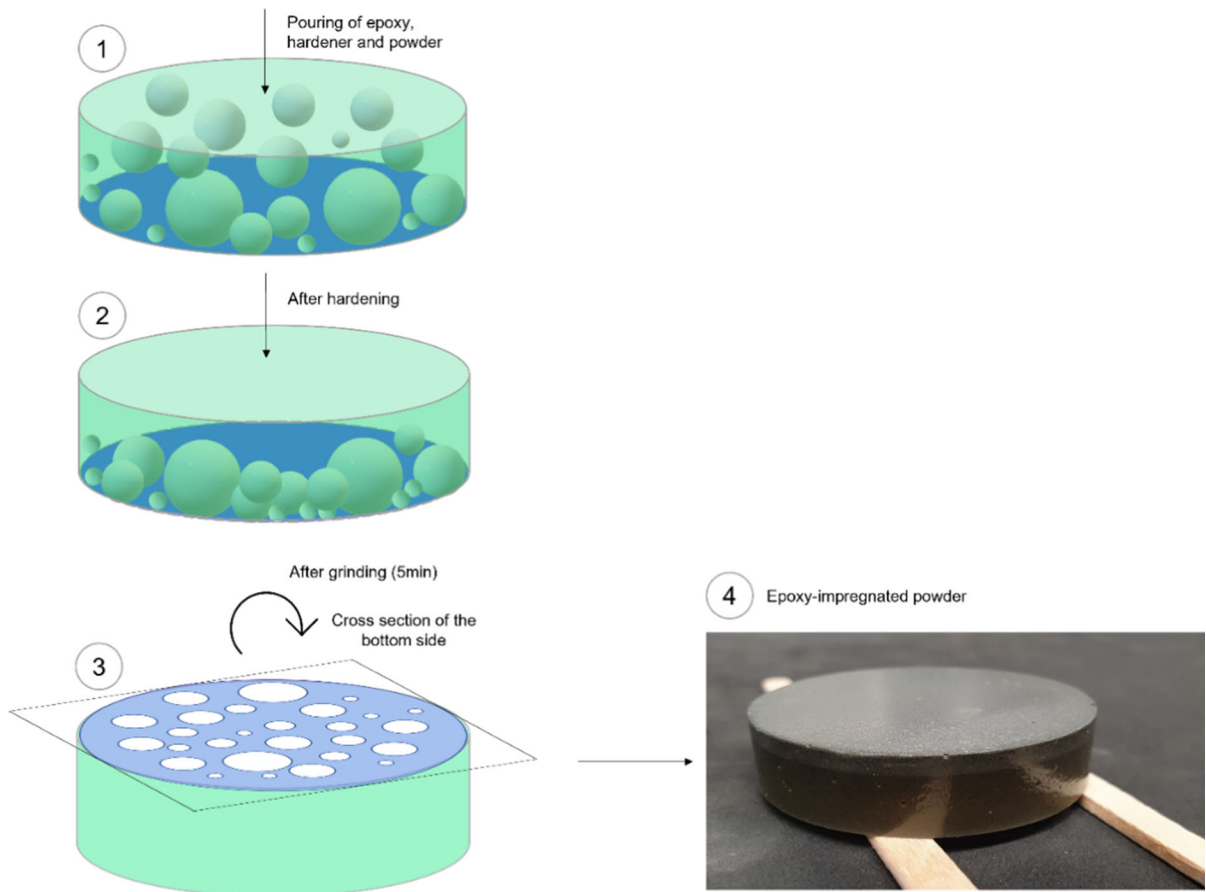 1
Pouring of epoxy,
hardener and powder
2
After hardening
After grinding (5min)
Cross section of the
bottom side
3
4
Epoxy-impregnated powder